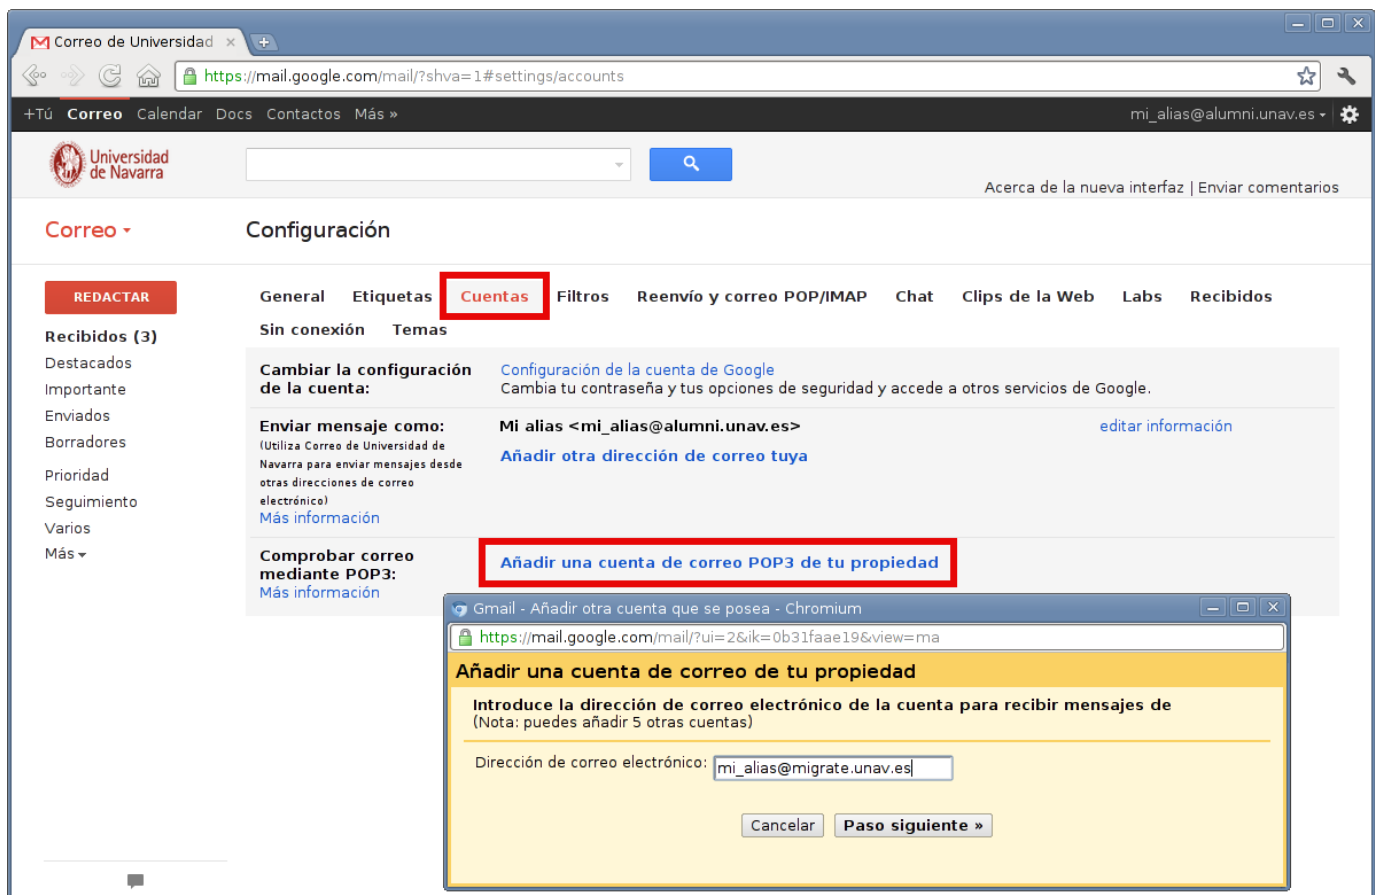 Correo de Universidad
https://mail.google.com/mail/?shva=1#settings/accounts
+Tú Correo Calendar Docs Contactos Más »
mi_alias@alumni.unav.es
Universidad
de Navarra
Acerca de la nueva interfaz | Enviar comentarios
Correo
Configuración
REDACTAR
Recibidos (3)
Destacados
Importante
Enviados
Borradores
Prioridad
Seguimiento
Varios
Más
General Etiquetas Cuentas Filtros Reenvío y correo POP/IMAP Chat Clips de la Web Labs Recibidos
Sin conexión Temas
Cambiar la configuración
de la cuenta:
Configuración de la cuenta de Google
Cambia tu contraseña y tus opciones de seguridad y accede a otros servicios de Google.
Enviar mensaje como:
(Utiliza Correo de Universidad de
Navarra para enviar mensajes desde
otras direcciones de correo
electrónico)
Más información
Mi alias <mi_alias@alumni.unav.es>
editar información
Añadir otra dirección de correo tuya
Comprobar correo
mediante POP3:
Más información
Añadir una cuenta de correo POP3 de tu propiedad
Gmail - Añadir otra cuenta que se posea - Chromium
https://mail.google.com/mail/?ui=2&ik=0b31faae19&view=ma
Añadir una cuenta de correo de tu propiedad
Introduce la dirección de correo electrónico de la cuenta para recibir mensajes de
(Nota: puedes añadir 5 otras cuentas)
Dirección de correo electrónico: mi_alias@migrate.unav.es
Cancelar Paso siguiente »